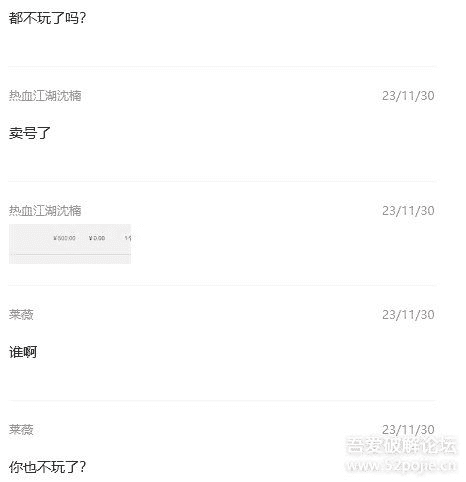 都不玩了吗?
热血江湖沈楠 23/11/30
卖号了
热血江湖沈楠 23/11/30
¥500.00 ¥0.00
莱薇 23/11/30
谁啊
莱薇 23/11/30
你也不玩了?
吾爱破解论坛
www.52pojie.cn